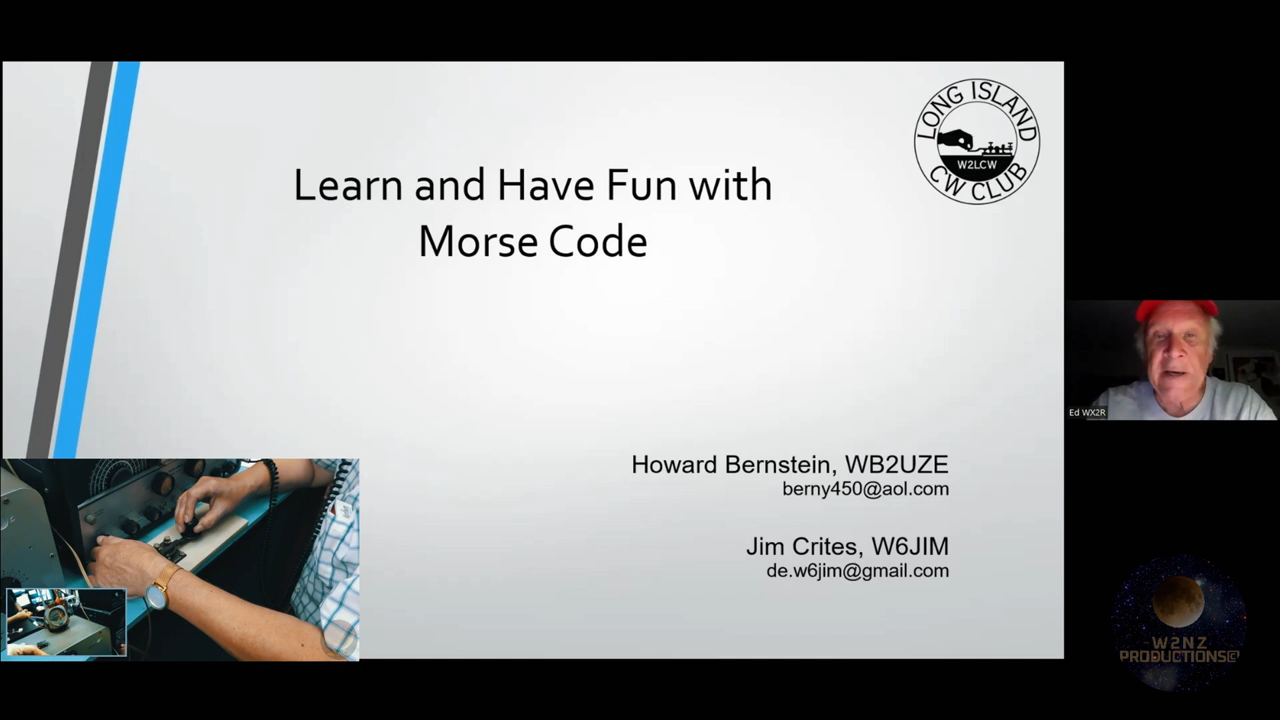 LONG ISLAND
W2LCW
CW CLUB
Learn and Have Fun with
Morse Code
Howard Bernstein, WB2UZE
berny450@aol.com
Jim Crites, W6JIM
de.w6jim@gmail.com
Ed WX2R
W2NZ
PRODUCTIONS©